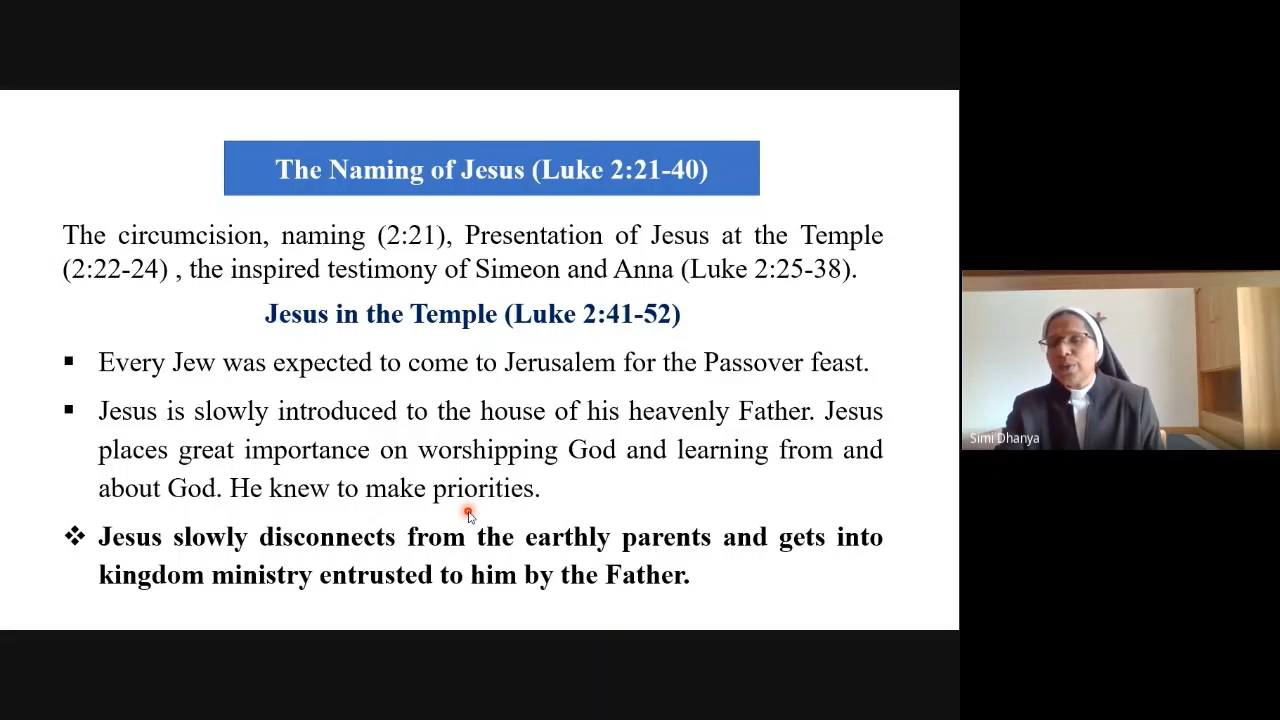 The Naming of Jesus (Luke 2:21-40)
The circumcision, naming (2:21), Presentation of Jesus at the Temple
(2:22-24) , the inspired testimony of Simeon and Anna (Luke 2:25-38).
Jesus in the Temple (Luke 2:41-52)
▪ Every Jew was expected to come to Jerusalem for the Passover feast.
▪ Jesus is slowly introduced to the house of his heavenly Father. Jesus
places great importance on worshipping God and learning from and
about God. He knew to make priorities.
❖ Jesus slowly disconnects from the earthly parents and gets into
kingdom ministry entrusted to him by the Father.
Simi Dhanya